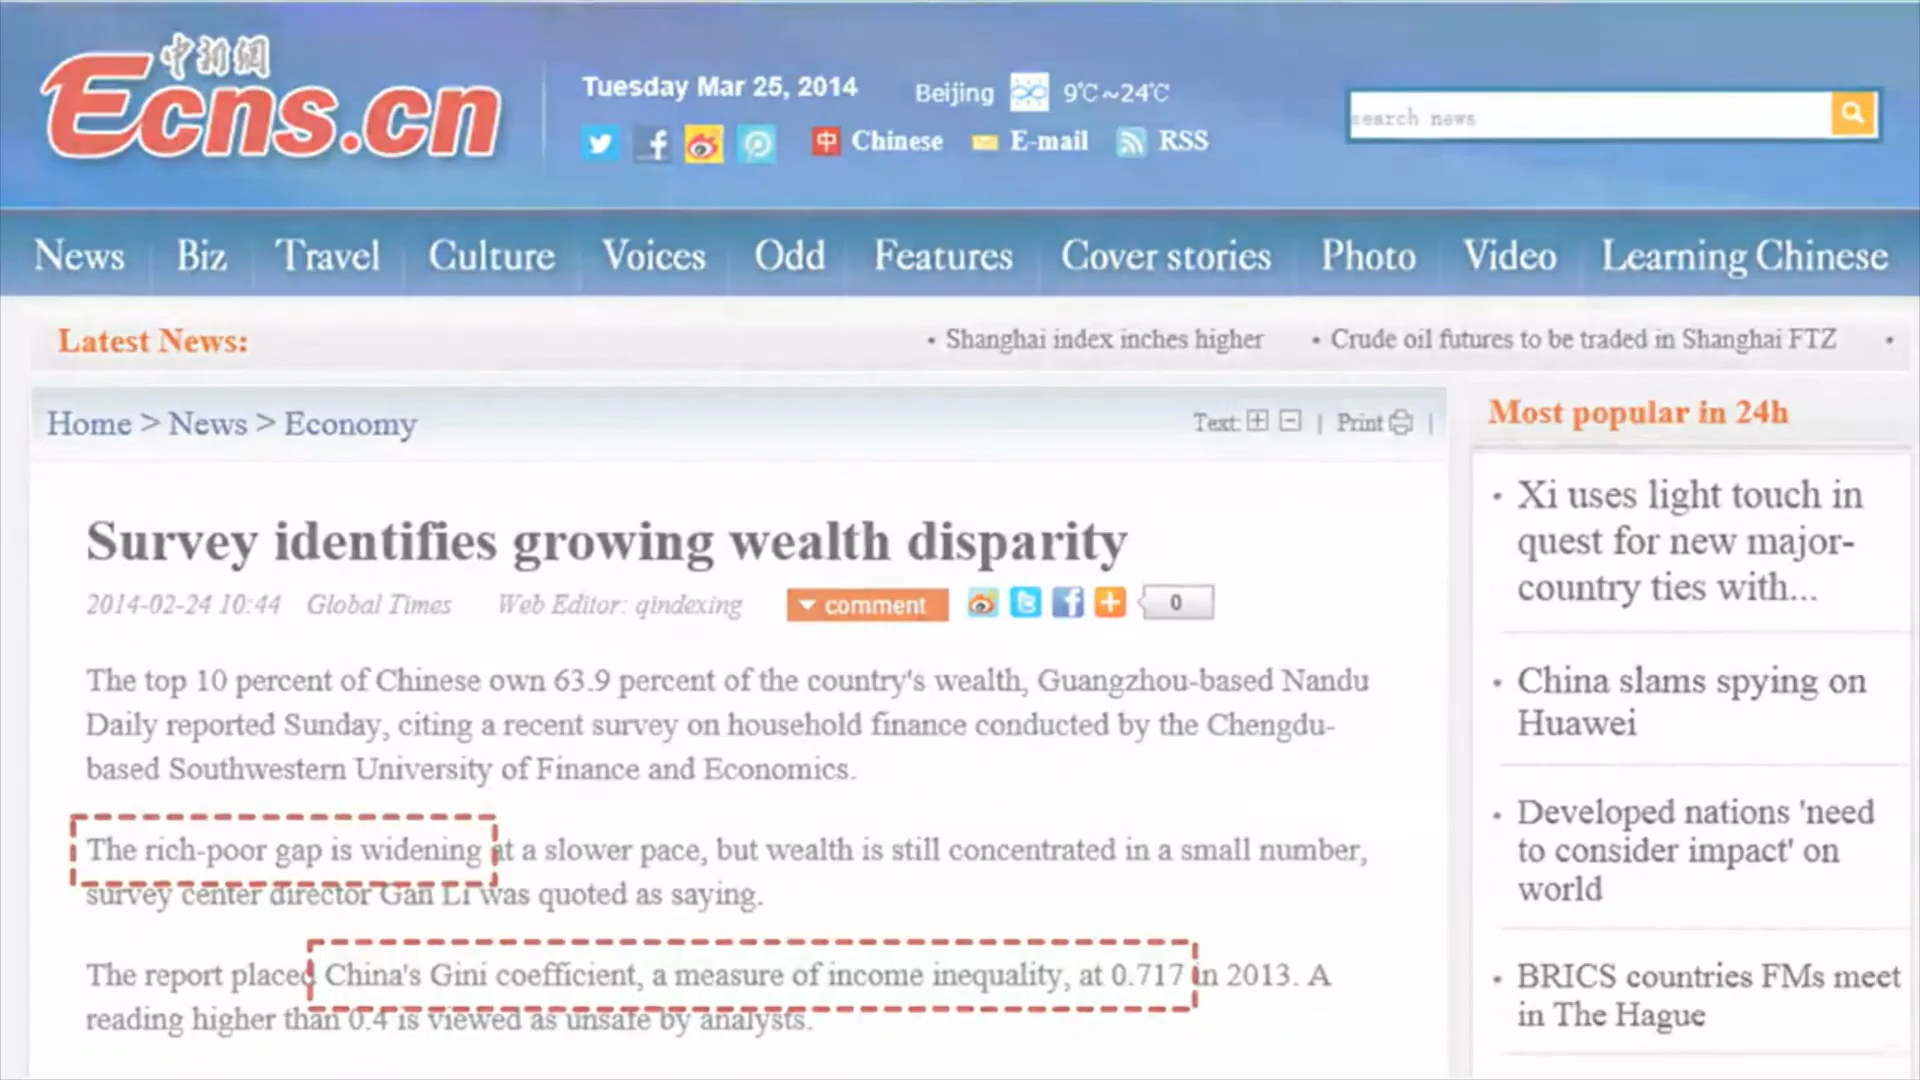 中新網
Ecns.cn
Tuesday Mar 25, 2014
Beijing 9℃~24℃
中 Chinese E-mail RSS
search news
News Biz Travel Culture Voices Odd Features Cover stories Photo Video Learning Chinese
Latest News: • Shanghai index inches higher • Crude oil futures to be traded in Shanghai FTZ •
Home > News > Economy
Text: + − | Print |
Survey identifies growing wealth disparity
2014-02-24 10:44 Global Times Web Editor: qindexing comment 0
The top 10 percent of Chinese own 63.9 percent of the country's wealth, Guangzhou-based Nandu
Daily reported Sunday, citing a recent survey on household finance conducted by the Chengdu-
based Southwestern University of Finance and Economics.
The rich-poor gap is widening at a slower pace, but wealth is still concentrated in a small number,
survey center director Gan Li was quoted as saying.
The report placed China's Gini coefficient, a measure of income inequality, at 0.717 in 2013. A
reading higher than 0.4 is viewed as unsafe by analysts.
Most popular in 24h
• Xi uses light touch in
quest for new major-
country ties with...
• China slams spying on
Huawei
• Developed nations 'need
to consider impact' on
world
• BRICS countries FMs meet
in The Hague